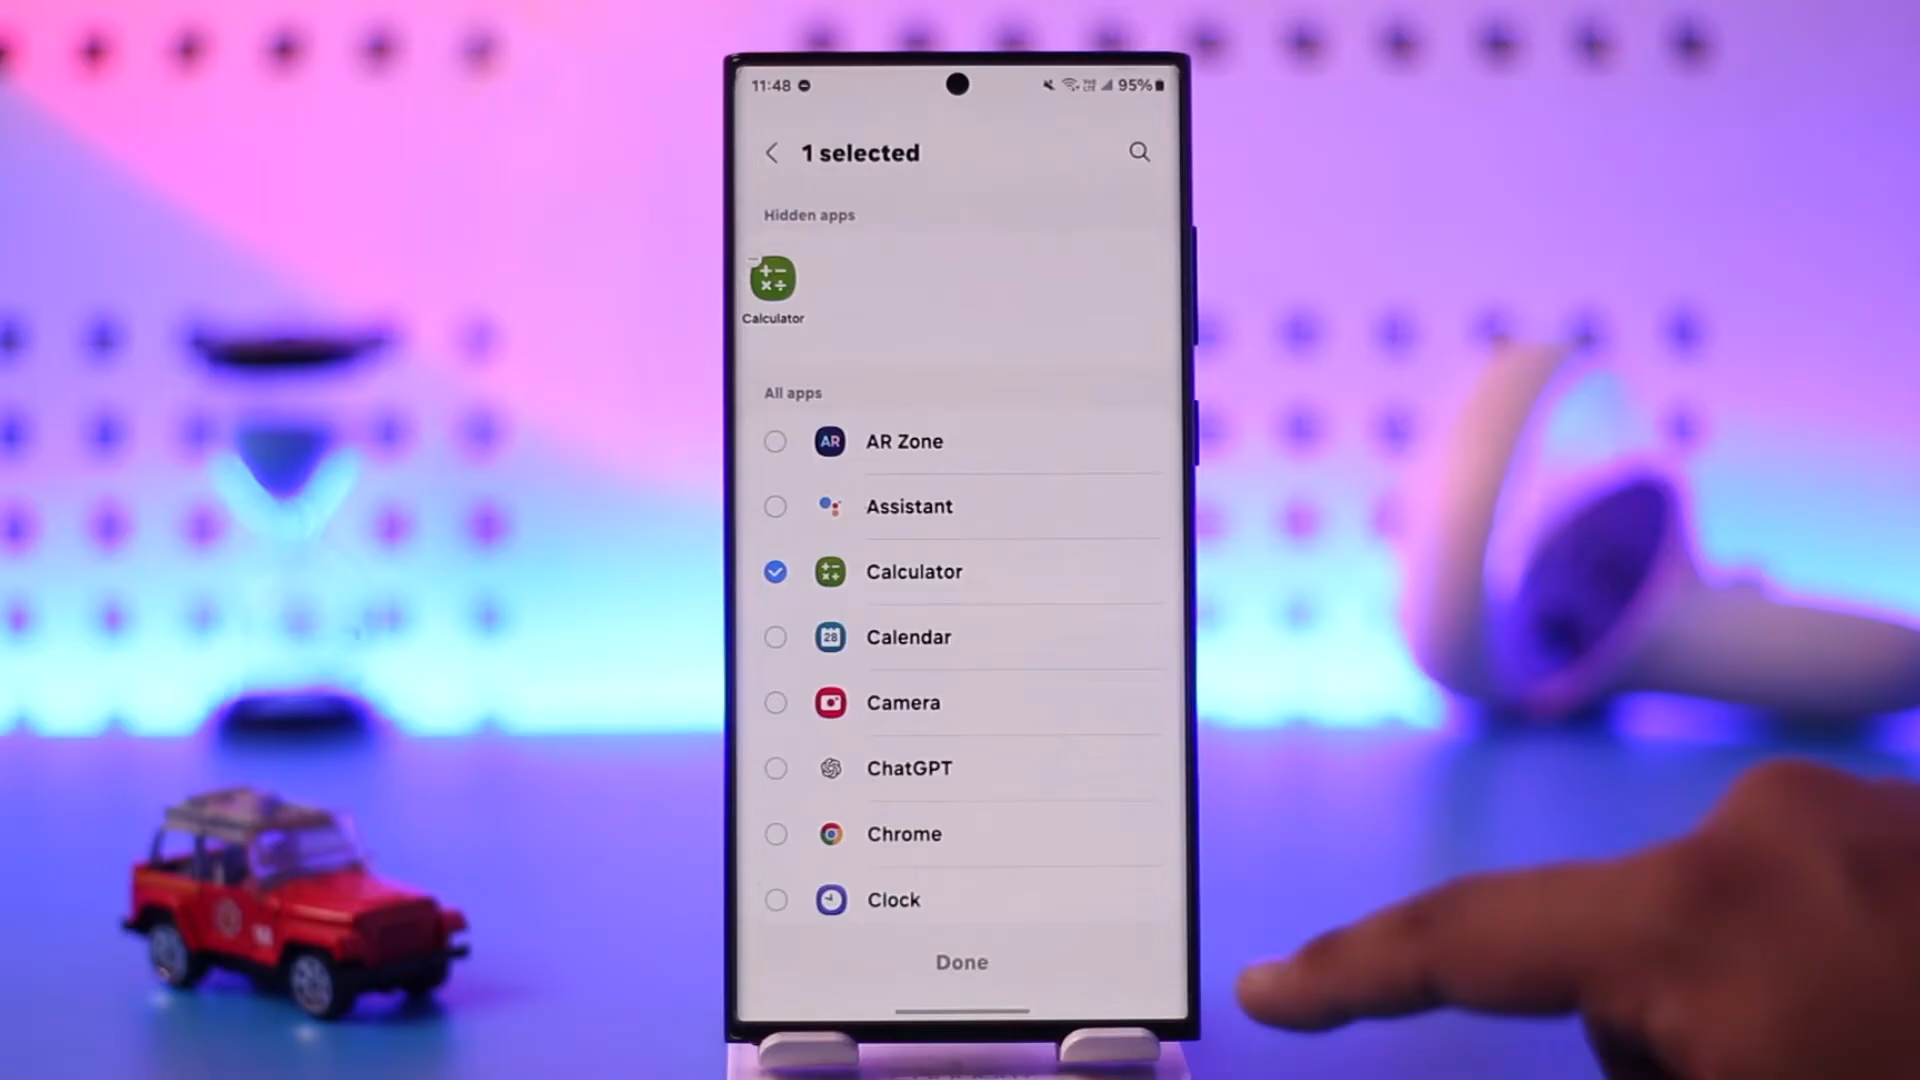 11:48 95%
1 selected
Hidden apps
Calculator
All apps
AR AR Zone
Assistant
Calculator
28 Calendar
Camera
ChatGPT
Chrome
Clock
Done